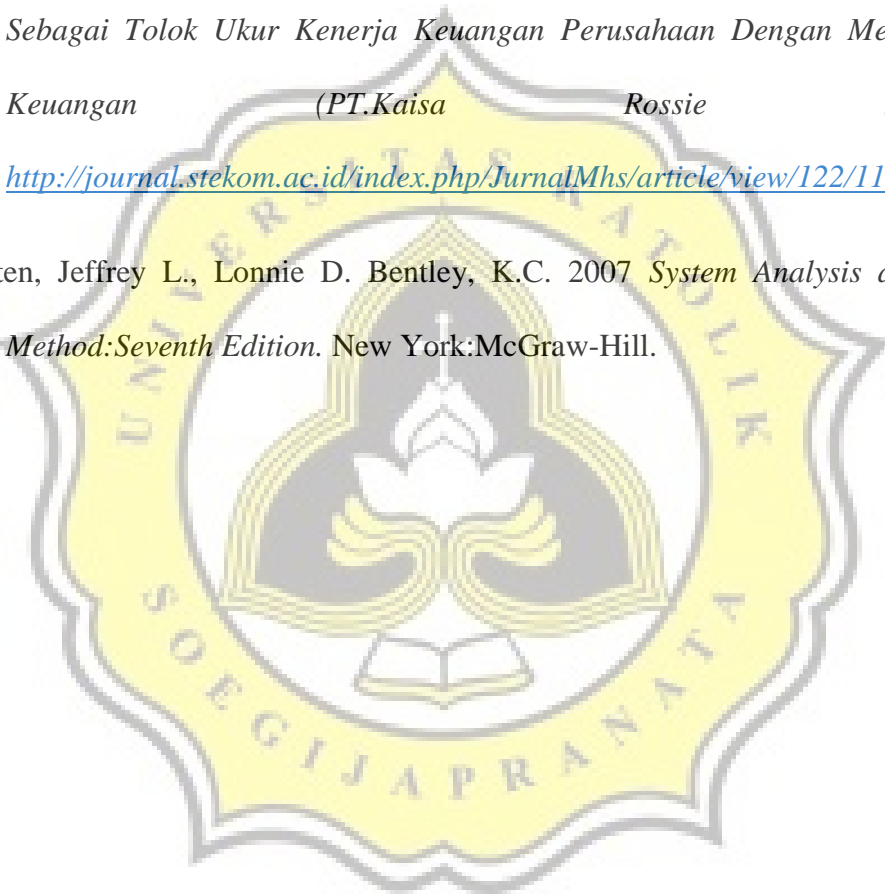 Sebagai Tolok Ukur Kenerja Keuangan Perusahaan Dengan Me
Keuangan (PT.Kaisa Rossie
http://journal.stekom.ac.id/index.php/JurnalMhs/article/view/122/11
ten, Jeffrey L., Lonnie D. Bentley, K.C. 2007 System Analysis a
Method:Seventh Edition. New York:McGraw-Hill.
UNIVERSITAS KATOLIK
SOEGIJAPRANATA